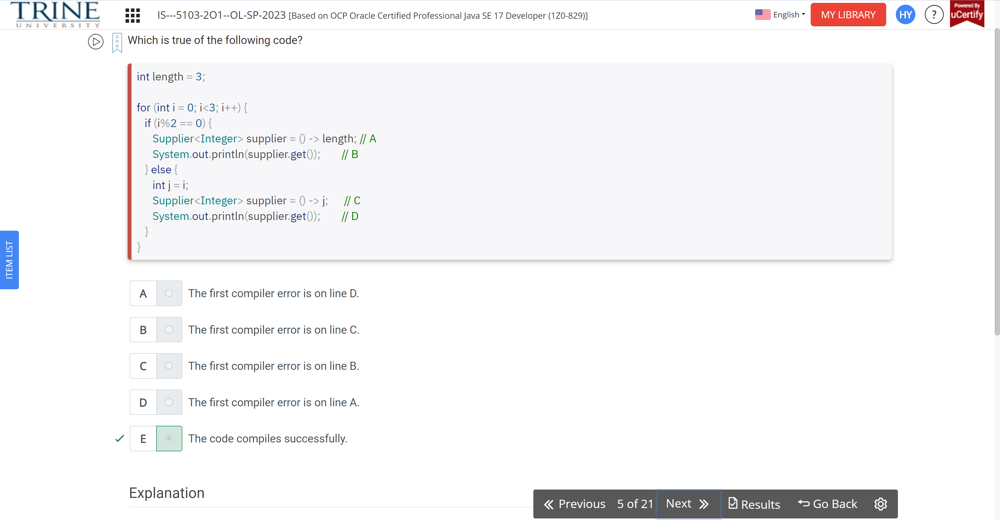 TRINE
UNIVERSITY
IS---5103-2O1--OL-SP-2023 [Based on OCP Oracle Certified Professional Java SE 17 Developer (1Z0-829)]
English
MY LIBRARY
HY
?
Powered By
uCertify
Which is true of the following code?
int length = 3;
for (int i = 0; i<3; i++) {
if (i%2 == 0) {
Supplier<Integer> supplier = () -> length; // A
System.out.println(supplier.get()); // B
} else {
int j = i;
Supplier<Integer> supplier = () -> j; // C
System.out.println(supplier.get()); // D
}
}
ITEM LIST
A The first compiler error is on line D.
B The first compiler error is on line C.
C The first compiler error is on line B.
D The first compiler error is on line A.
E The code compiles successfully.
Explanation
Previous 5 of 21 Next Results Go Back